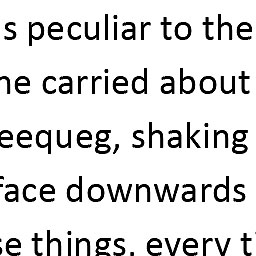 s peculiar to the
he carried about
eequeg, shaking
face downwards
se things, every t